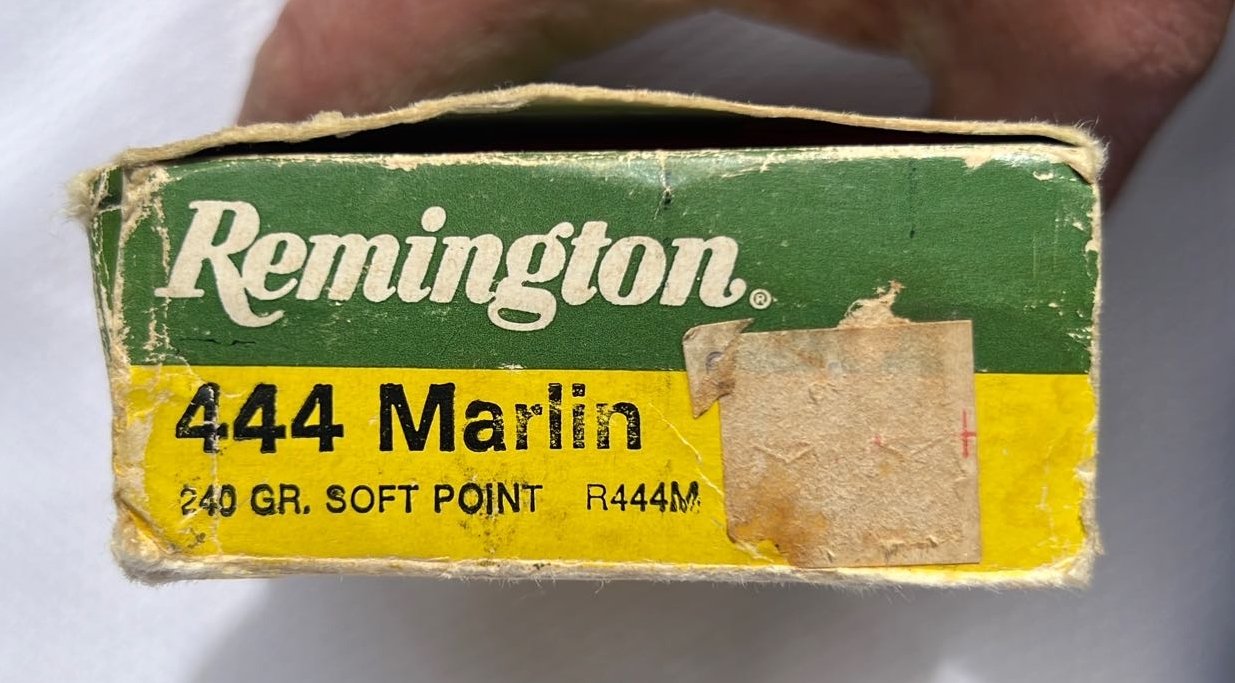 Remington®
444 Marlin
240 GR. SOFT POINT R444M